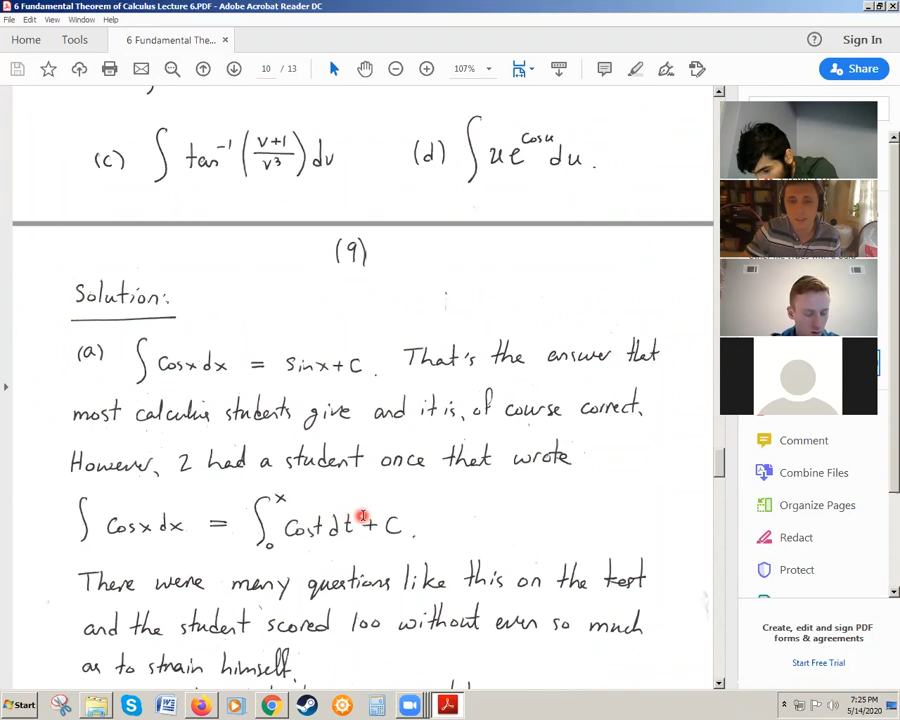 6 Fundamental Theorem of Calculus Lecture 6.PDF - Adobe Acrobat Reader DC
File Edit View Window Help
Home Tools 6 Fundamental The... × Sign In
10 / 13 107% Share
(c) ∫ tan⁻¹ (v+1/v³) dv (d) ∫ u e^cosu du.
(9)
Solution:
(a) ∫ cosx dx = sinx + C. That's the answer that
most calculus students give and it is, of course correct.
However, I had a student once that wrote
∫ cosx dx = ∫₀ˣ cost dt + C.
There were many questions like this on the test
and the student scored 100 without even so much
as to strain himself.
Comment
Combine Files
Organize Pages
Redact
Protect
Create, edit and sign PDF
forms & agreements
Start Free Trial
Start
7:25 PM
5/14/2020